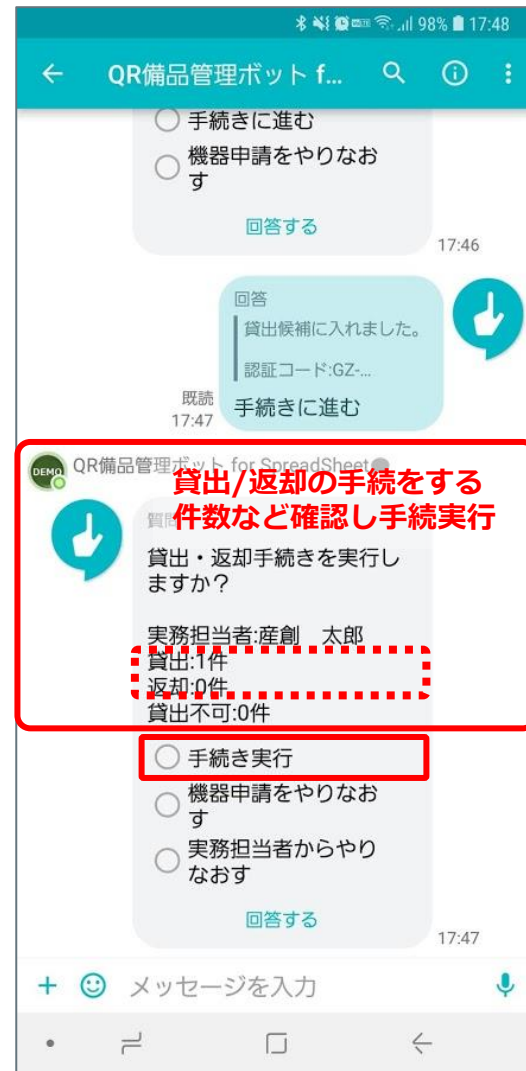 98% 17:48
QR備品管理ボット f...
手続きに進む
機器申請をやりなお
す
回答する
17:46
回答
貸出候補に入れました。
認証コード:GZ-...
既読
17:47
手続きに進む
DEMO
QR備品管理ボット for SpreadSheet
貸出/返却の手続をする
件数など確認し手続実行
貸出・返却手続きを実行し
ますか？
実務担当者:産創　太郎
貸出:1件
返却:0件
貸出不可:0件
手続き実行
機器申請をやりなお
す
実務担当者からやり
なおす
回答する
17:47
メッセージを入力